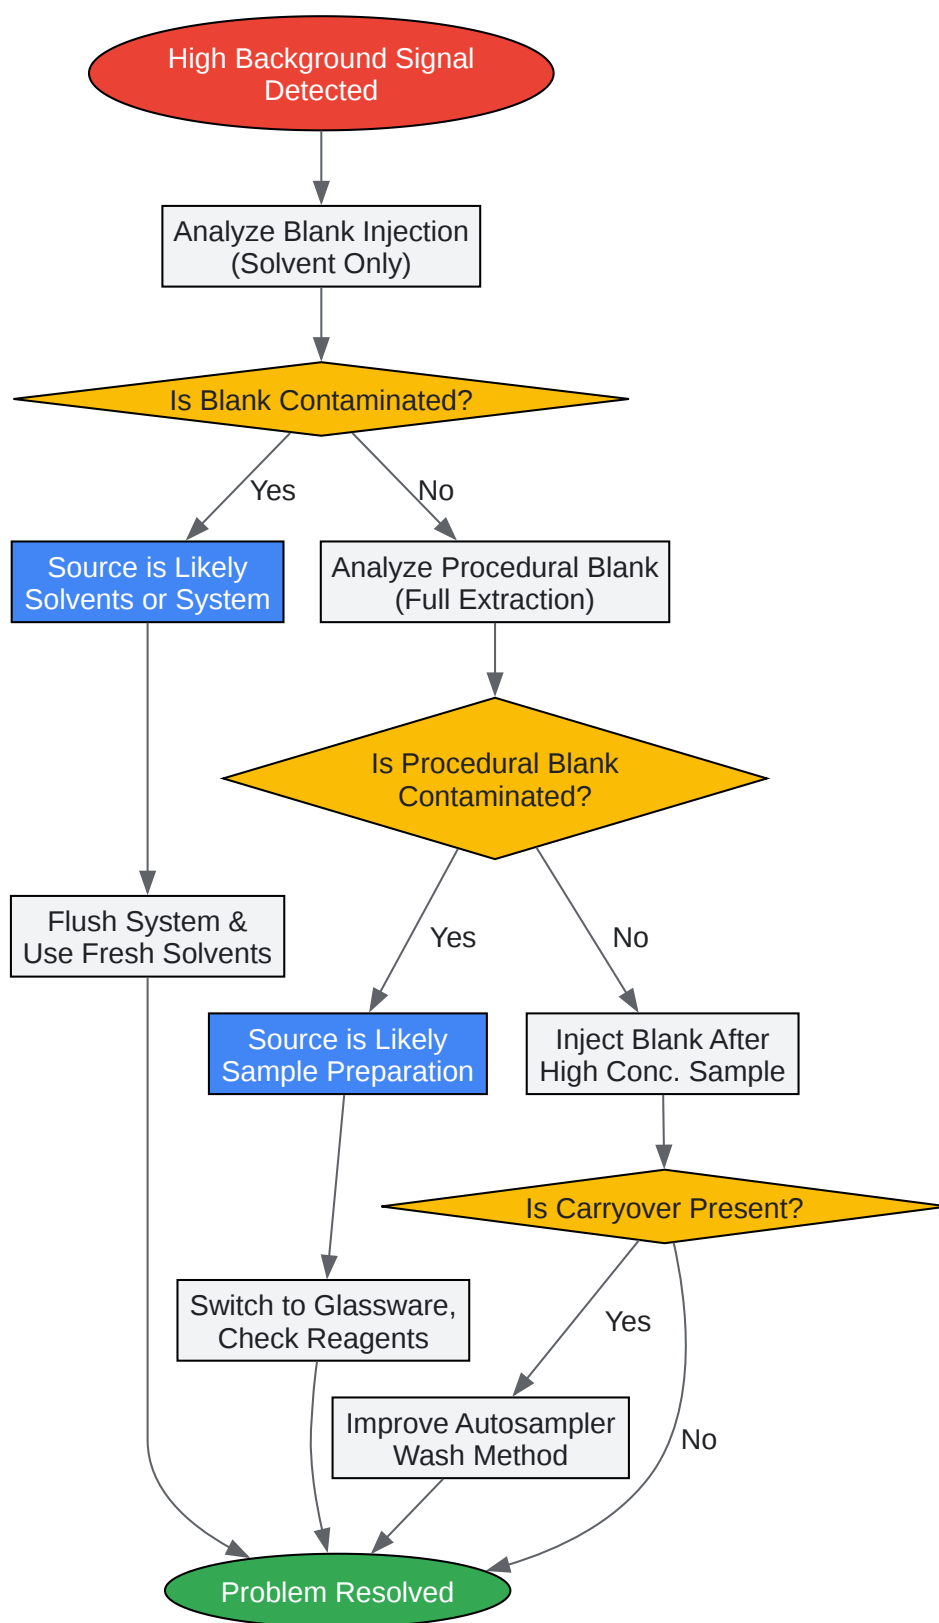 High Background Signal
Detected
Analyze Blank Injection
(Solvent Only)
Is Blank Contaminated?
Yes
No
Source is Likely
Solvents or System
Analyze Procedural Blank
(Full Extraction)
Is Procedural Blank
Contaminated?
Flush System &
Use Fresh Solvents
Yes
No
Source is Likely
Sample Preparation
Inject Blank After
High Conc. Sample
Is Carryover Present?
Switch to Glassware,
Check Reagents
Yes
Improve Autosampler
Wash Method
No
Problem Resolved